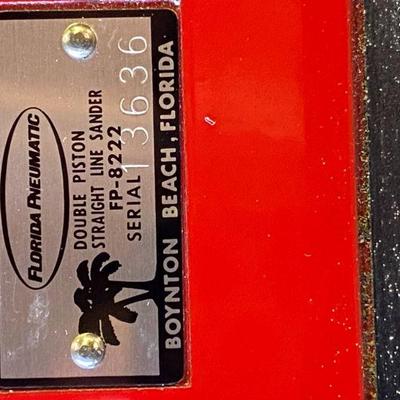 FLORIDA PNEUMATIC
DOUBLE PISTON
STRAIGHT LINE SANDER
FP-8222
SERIAL 13636
BOYNTON BEACH, FLORIDA